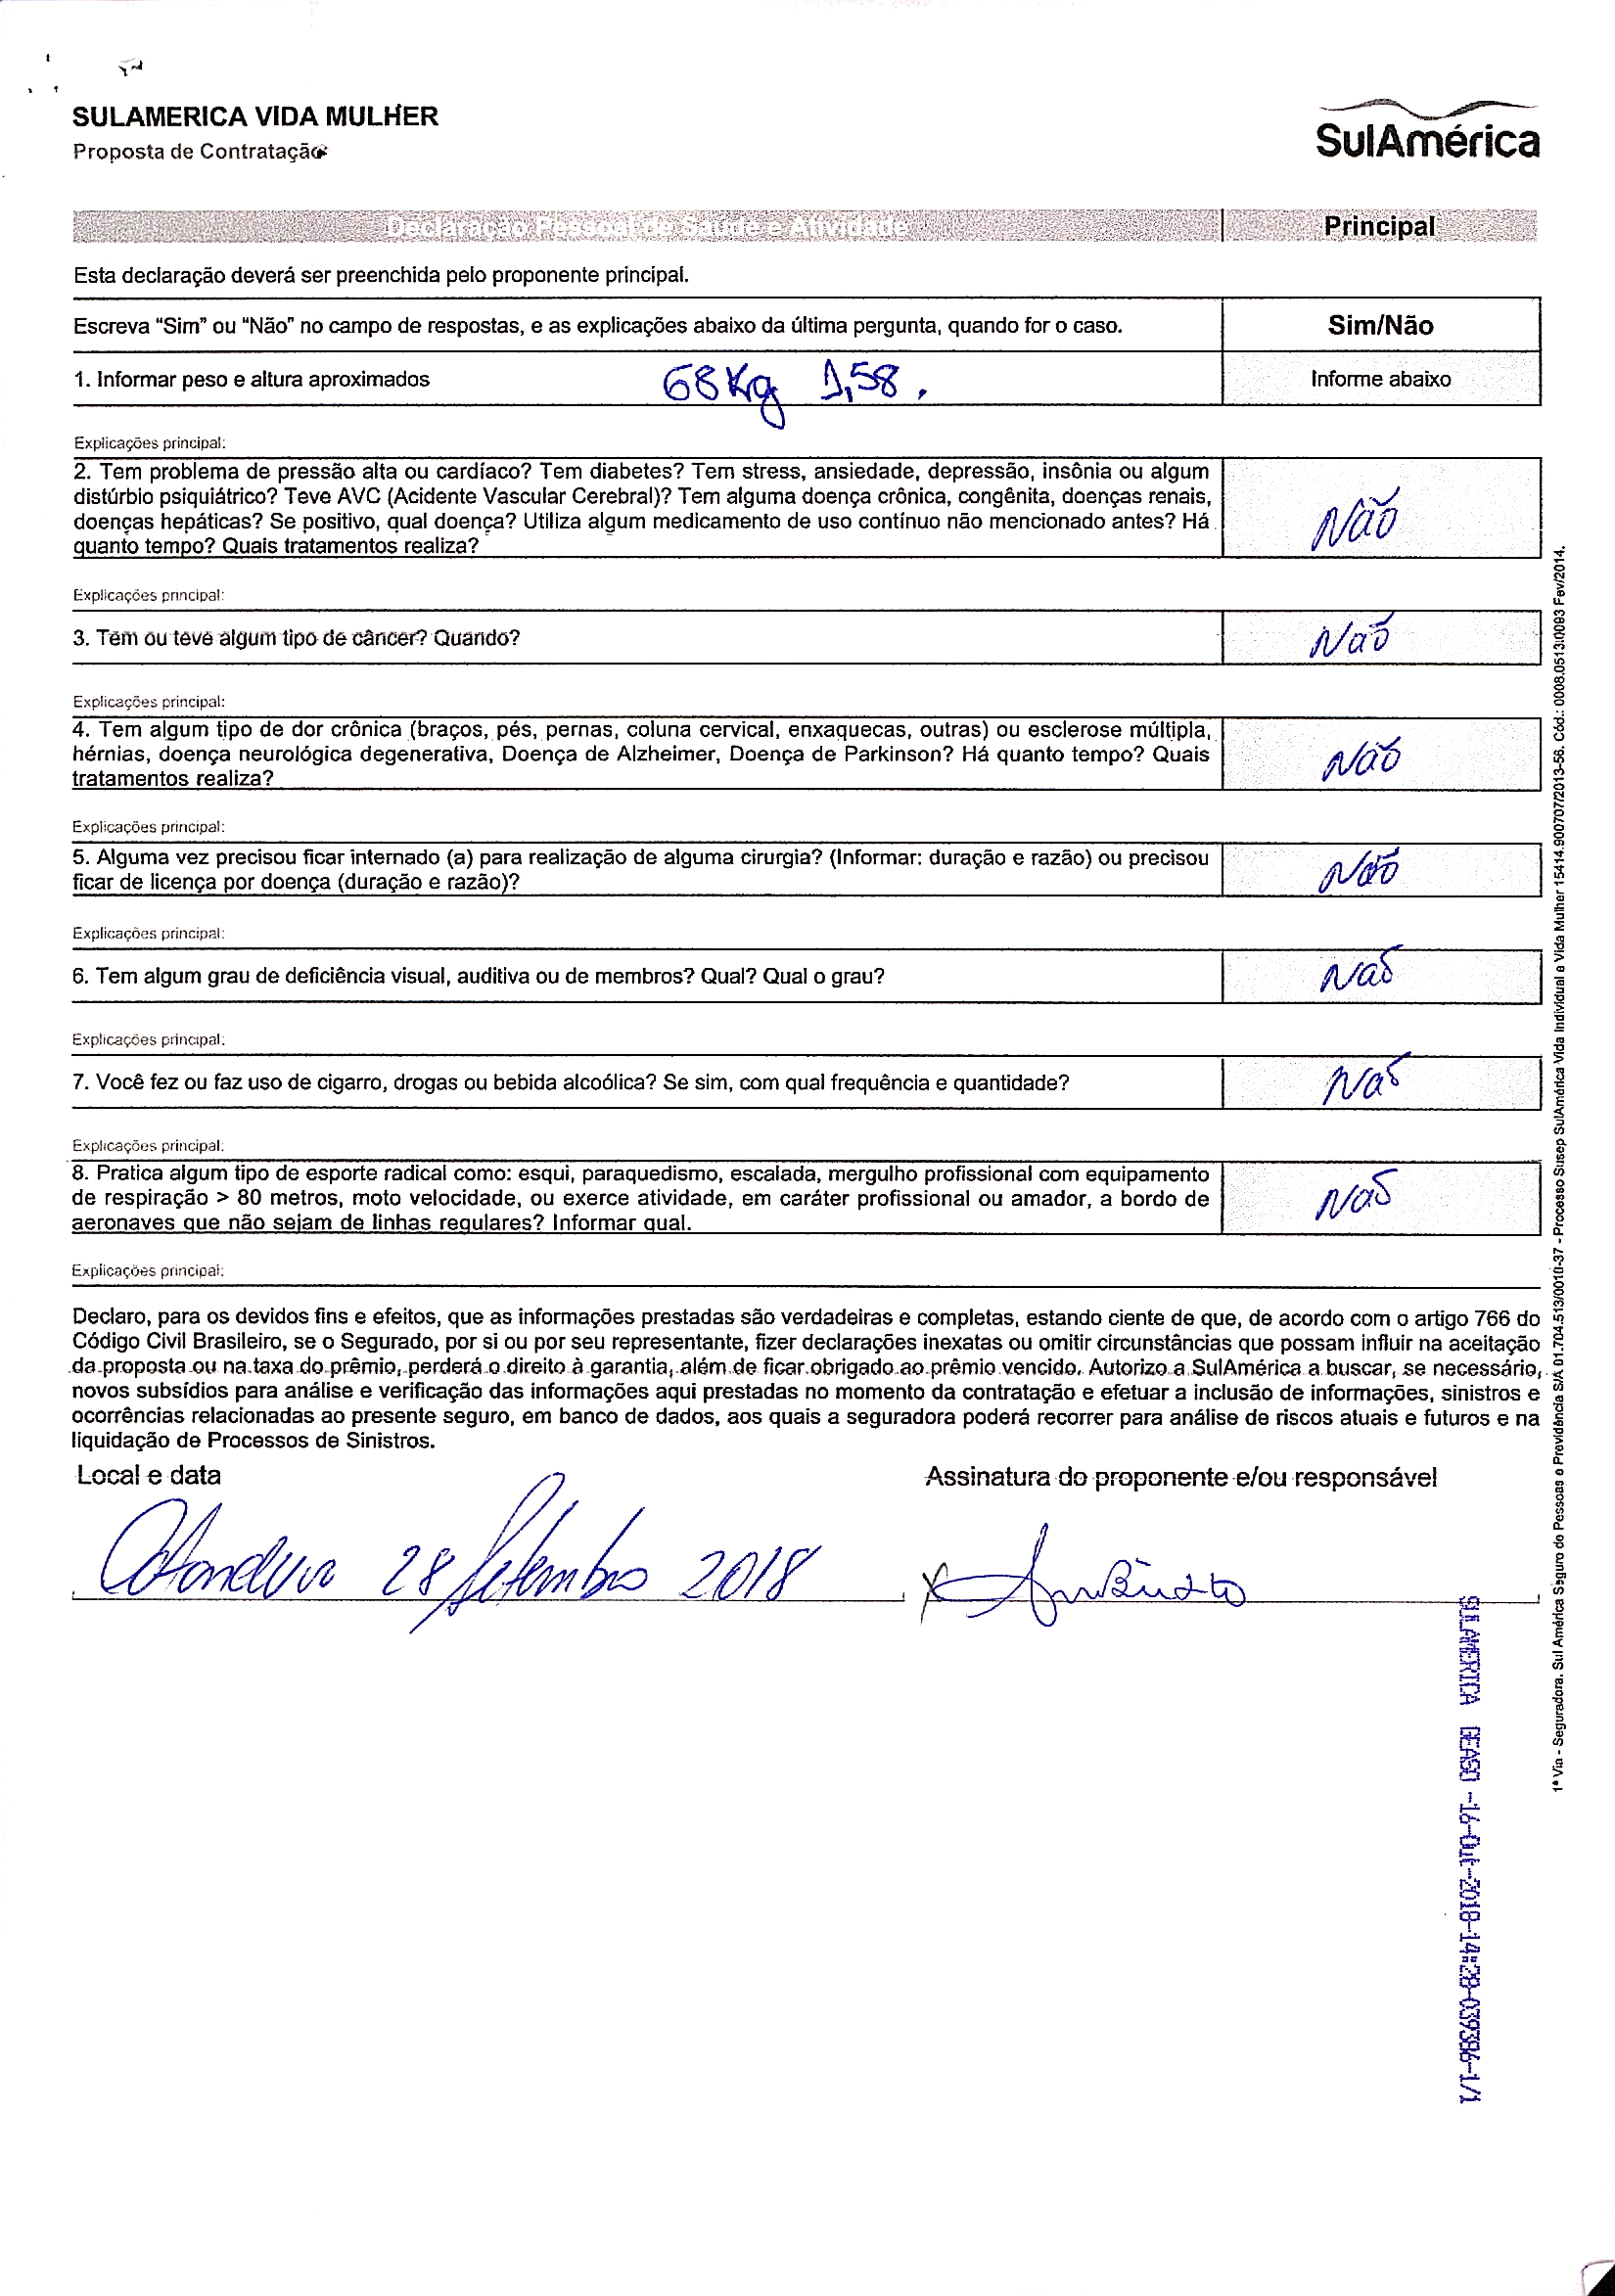 SULAMERICA VIDA MULHER
Proposta de Contratação
SulAmérica
Declaração Pessoal de Saúde e Atividade
Principal
Esta declaração deverá ser preenchida pelo proponente principal.
Escreva “Sim” ou “Não” no campo de respostas, e as explicações abaixo da última pergunta, quando for o caso.
Sim/Não
1. Informar peso e altura aproximados
68Kg 1,58.
Informe abaixo
Explicações principal:
2. Tem problema de pressão alta ou cardíaco? Tem diabetes? Tem stress, ansiedade, depressão, insônia ou algum
distúrbio psiquiátrico? Teve AVC (Acidente Vascular Cerebral)? Tem alguma doença crônica, congênita, doenças renais,
doenças hepáticas? Se positivo, qual doença? Utiliza algum medicamento de uso contínuo não mencionado antes? Há
quanto tempo? Quais tratamentos realiza?
Não
Explicações principal:
3. Tem ou teve algum tipo de câncer? Quando?
Não
Explicações principal:
4. Tem algum tipo de dor crônica (braços, pés, pernas, coluna cervical, enxaquecas, outras) ou esclerose múltipla,
hérnias, doença neurológica degenerativa, Doença de Alzheimer, Doença de Parkinson? Há quanto tempo? Quais
tratamentos realiza?
Não
Explicações principal:
5. Alguma vez precisou ficar internado (a) para realização de alguma cirurgia? (Informar: duração e razão) ou precisou
ficar de licença por doença (duração e razão)?
Não
Explicações principal:
6. Tem algum grau de deficiência visual, auditiva ou de membros? Qual? Qual o grau?
Não
Explicações principal:
7. Você fez ou faz uso de cigarro, drogas ou bebida alcoólica? Se sim, com qual frequência e quantidade?
Não
Explicações principal:
8. Pratica algum tipo de esporte radical como: esqui, paraquedismo, escalada, mergulho profissional com equipamento
de respiração > 80 metros, moto velocidade, ou exerce atividade, em caráter profissional ou amador, a bordo de
aeronaves que não sejam de linhas regulares? Informar qual.
Não
Explicações principal:
Declaro, para os devidos fins e efeitos, que as informações prestadas são verdadeiras e completas, estando ciente de que, de acordo com o artigo 766 do
Código Civil Brasileiro, se o Segurado, por si ou por seu representante, fizer declarações inexatas ou omitir circunstâncias que possam influir na aceitação
da proposta ou na taxa do prêmio, perderá o direito à garantia, além de ficar obrigado ao prêmio vencido. Autorizo a SulAmérica a buscar, se necessário,
novos subsídios para análise e verificação das informações aqui prestadas no momento da contratação e efetuar a inclusão de informações, sinistros e
ocorrências relacionadas ao presente seguro, em banco de dados, aos quais a seguradora poderá recorrer para análise de riscos atuais e futuros e na
liquidação de Processos de Sinistros.
Local e data
Assinatura do proponente e/ou responsável
28 Setembro 2018
1ª Via - Seguradora. Sul América Seguro de Pessoas e Previdência S/A 01.704.513/0010-37 - Processo Susep SulAmérica Vida Individual e Vida Mulher 15414.900707/2013-56. Cód.: 0008.0513.0093 Fev/2014.